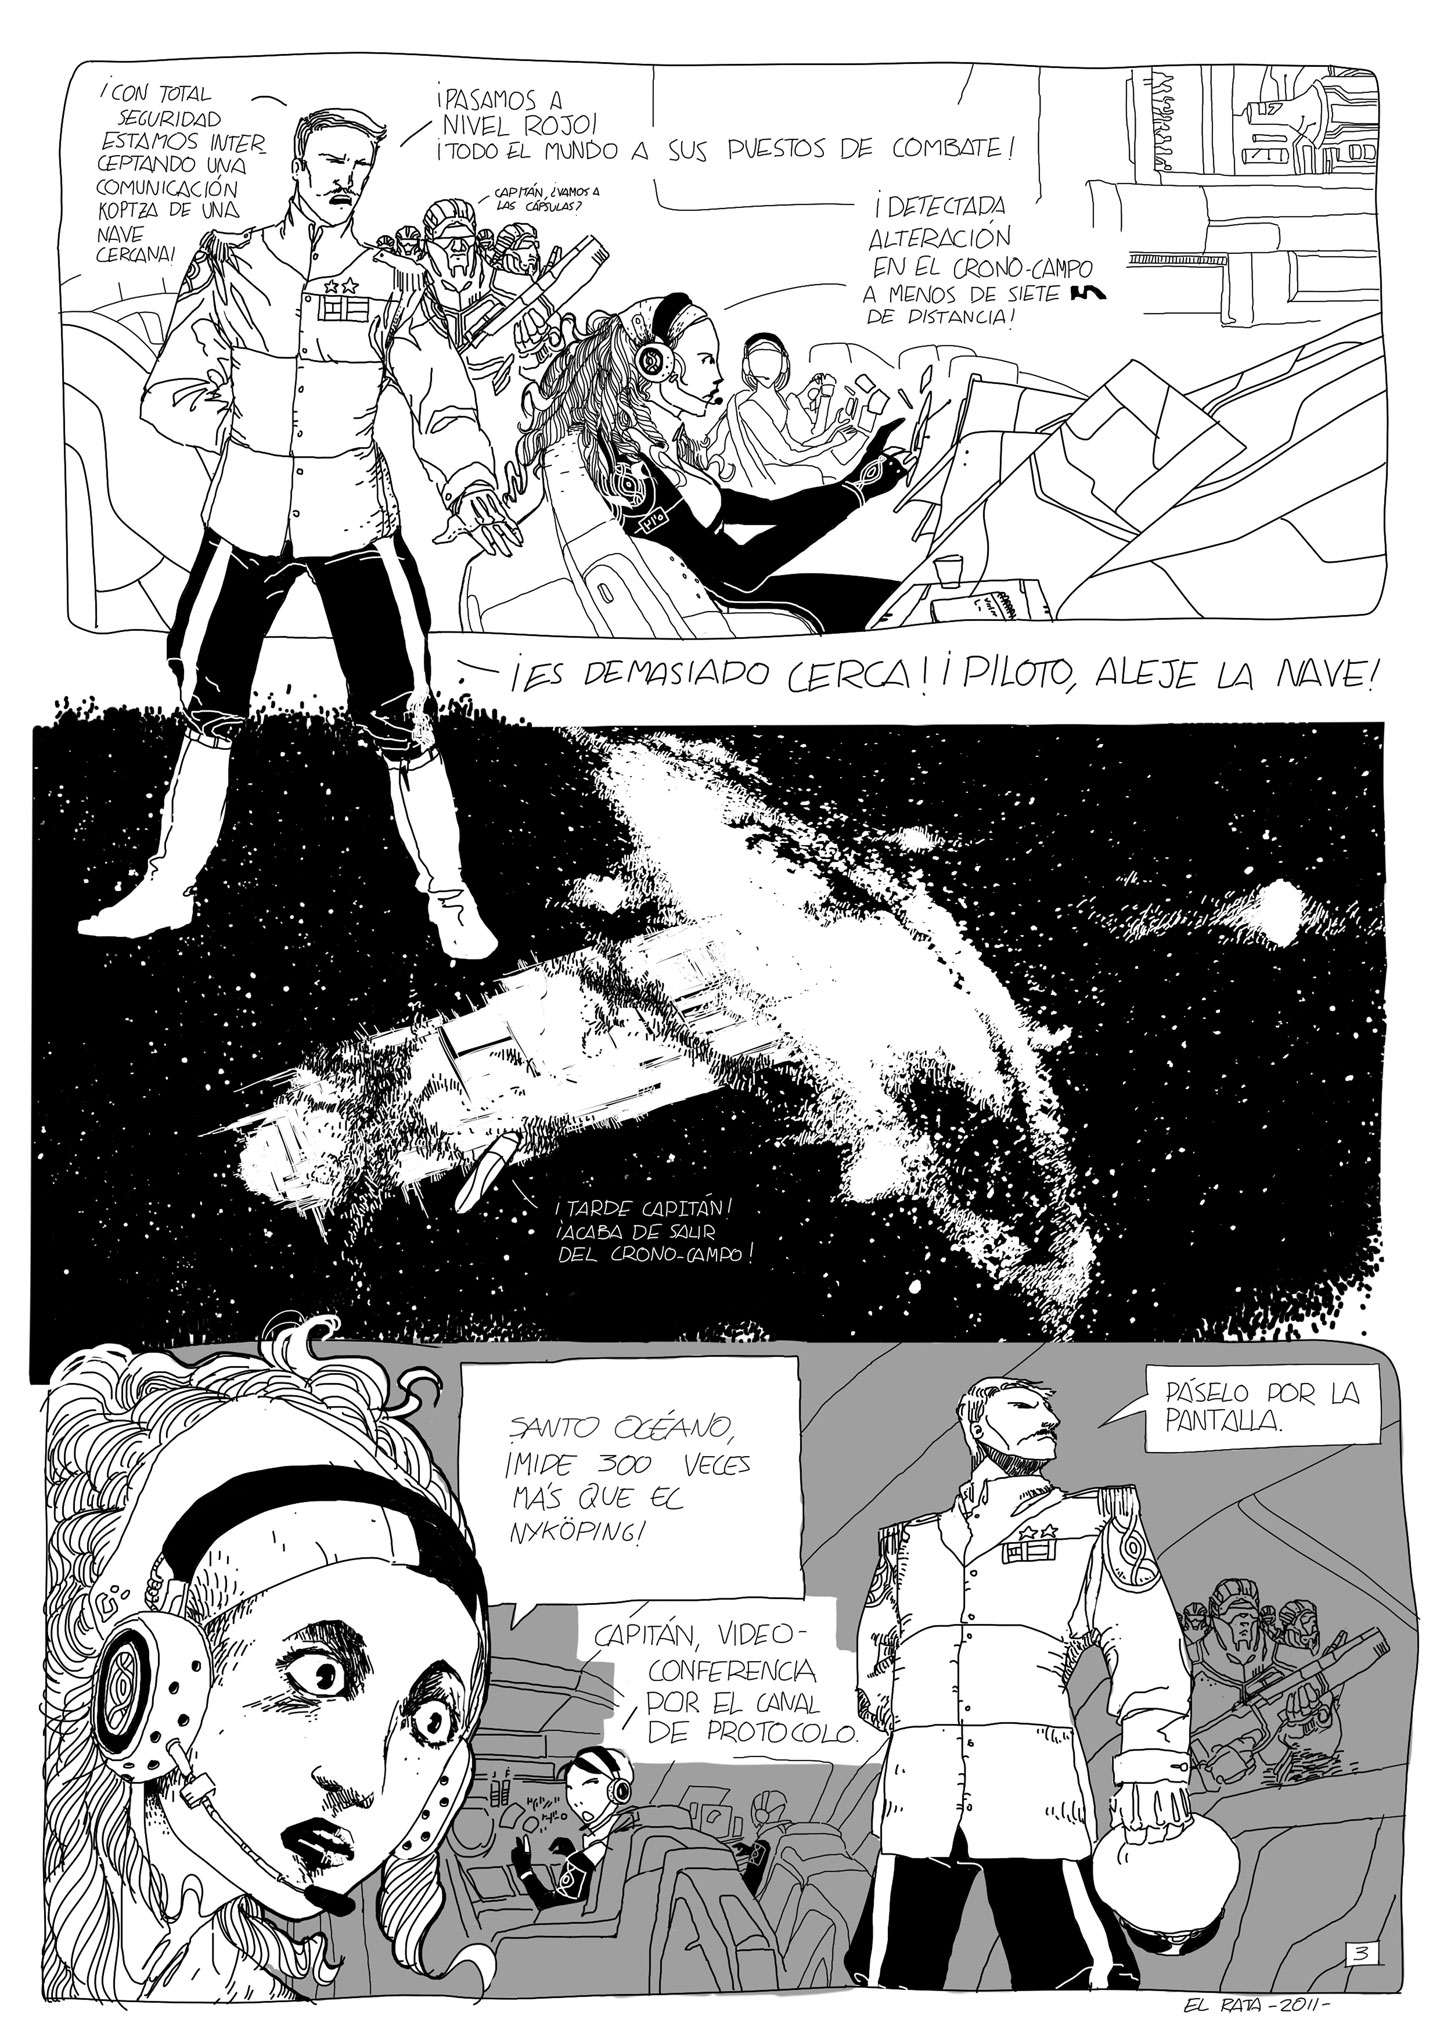 ¡CON TOTAL
SEGURIDAD
ESTAMOS INTER_
CEPTANDO UNA
COMUNICACIÓN
KOPTZA DE UNA
NAVE
CERCANA!
¡PASAMOS A
NIVEL ROJO!
¡TODO EL MUNDO A SUS PUESTOS DE COMBATE!
CAPITÁN, ¿VAMOS A
LAS CÁPSULAS?
¡DETECTADA
ALTERACIÓN
EN EL CRONO-CAMPO
A MENOS DE SIETE
DE DISTANCIA!
¡ES DEMASIADO CERCA! ¡PILOTO, ALEJE LA NAVE!
¡TARDE CAPITÁN!
¡ACABA DE SALIR
DEL CRONO-CAMPO!
SANTO OCÉANO,
¡MIDE 300 VECES
MÁS QUE EL
NYKÖPING!
PÁSELO POR LA
PANTALLA.
CAPITÁN, VIDEO-
CONFERENCIA
POR EL CANAL
DE PROTOCOLO.
3
EL RATA -2011-